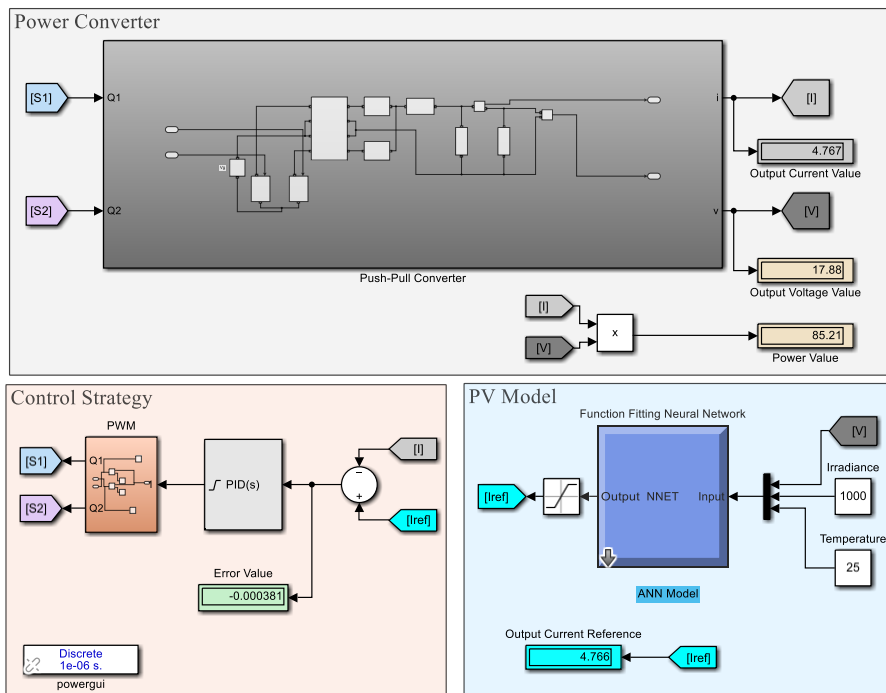 Power Converter
[S1]
Q1
i
[I]
4.767
Output Current Value
[S2]
Q2
v
[V]
17.88
Output Voltage Value
Push-Pull Converter
[I]
[V]
x
85.21
Power Value
Control Strategy
PWM
[S1]
Q1
[S2]
Q2
PID(s)
[I]
−
+
[Iref]
Error Value
-0.000381
Discrete
1e-06 s.
powergui
PV Model
Function Fitting Neural Network
[V]
Irradiance
[Iref]
Output NNET Input
1000
Temperature
25
ANN Model
Output Current Reference
4.766
[Iref]